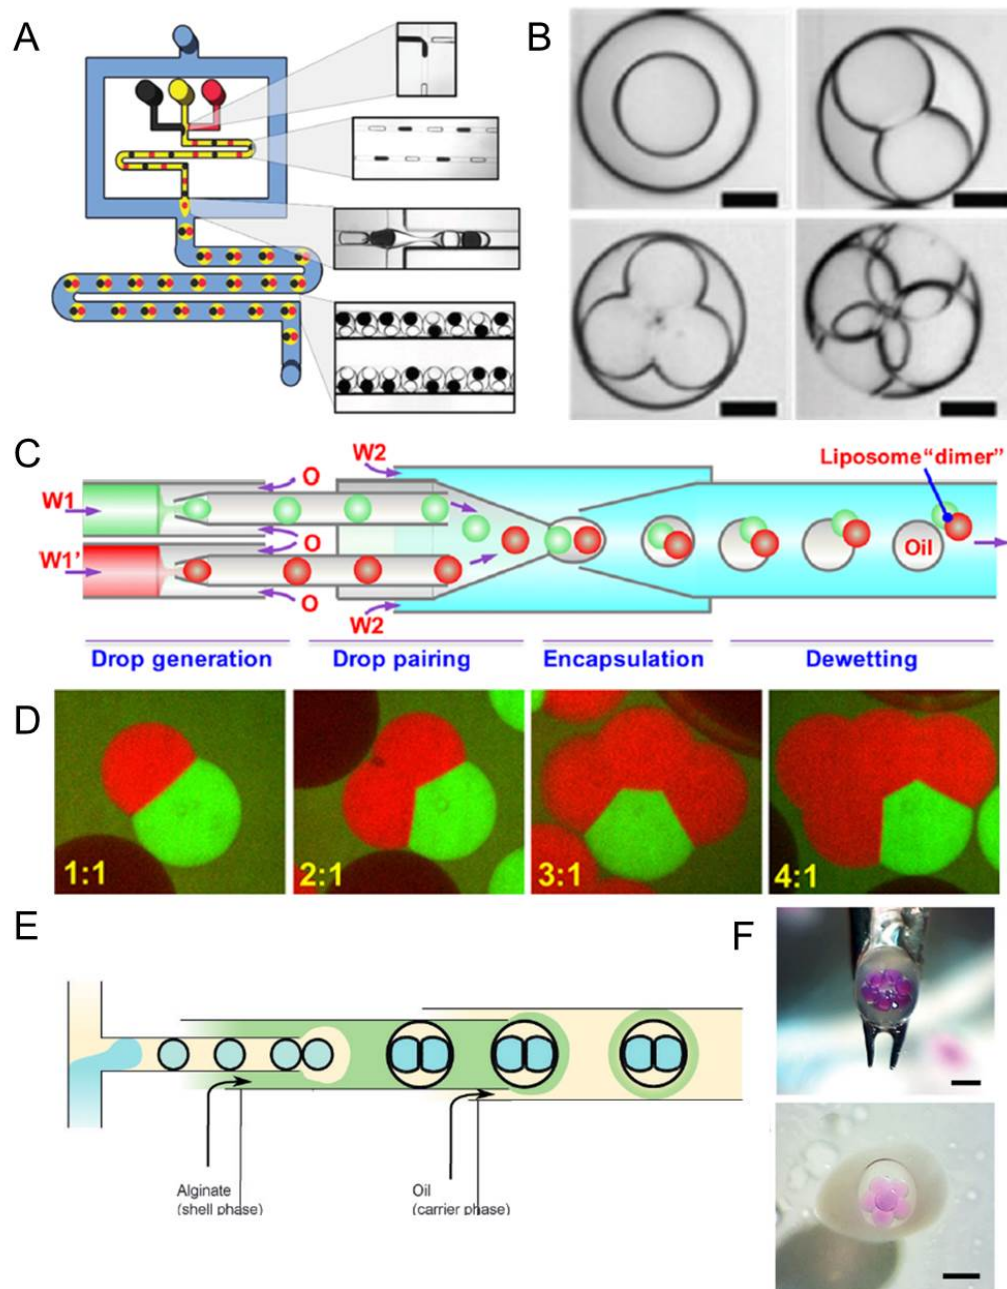 A
B
C
W1
W1’
O
O
O
O
W2
W2
Liposome“dimer”
Oil
Drop generation
Drop pairing
Encapsulation
Dewetting
D
1:1
2:1
3:1
4:1
E
Alginate
(shell phase)
Oil
(carrier phase)
F